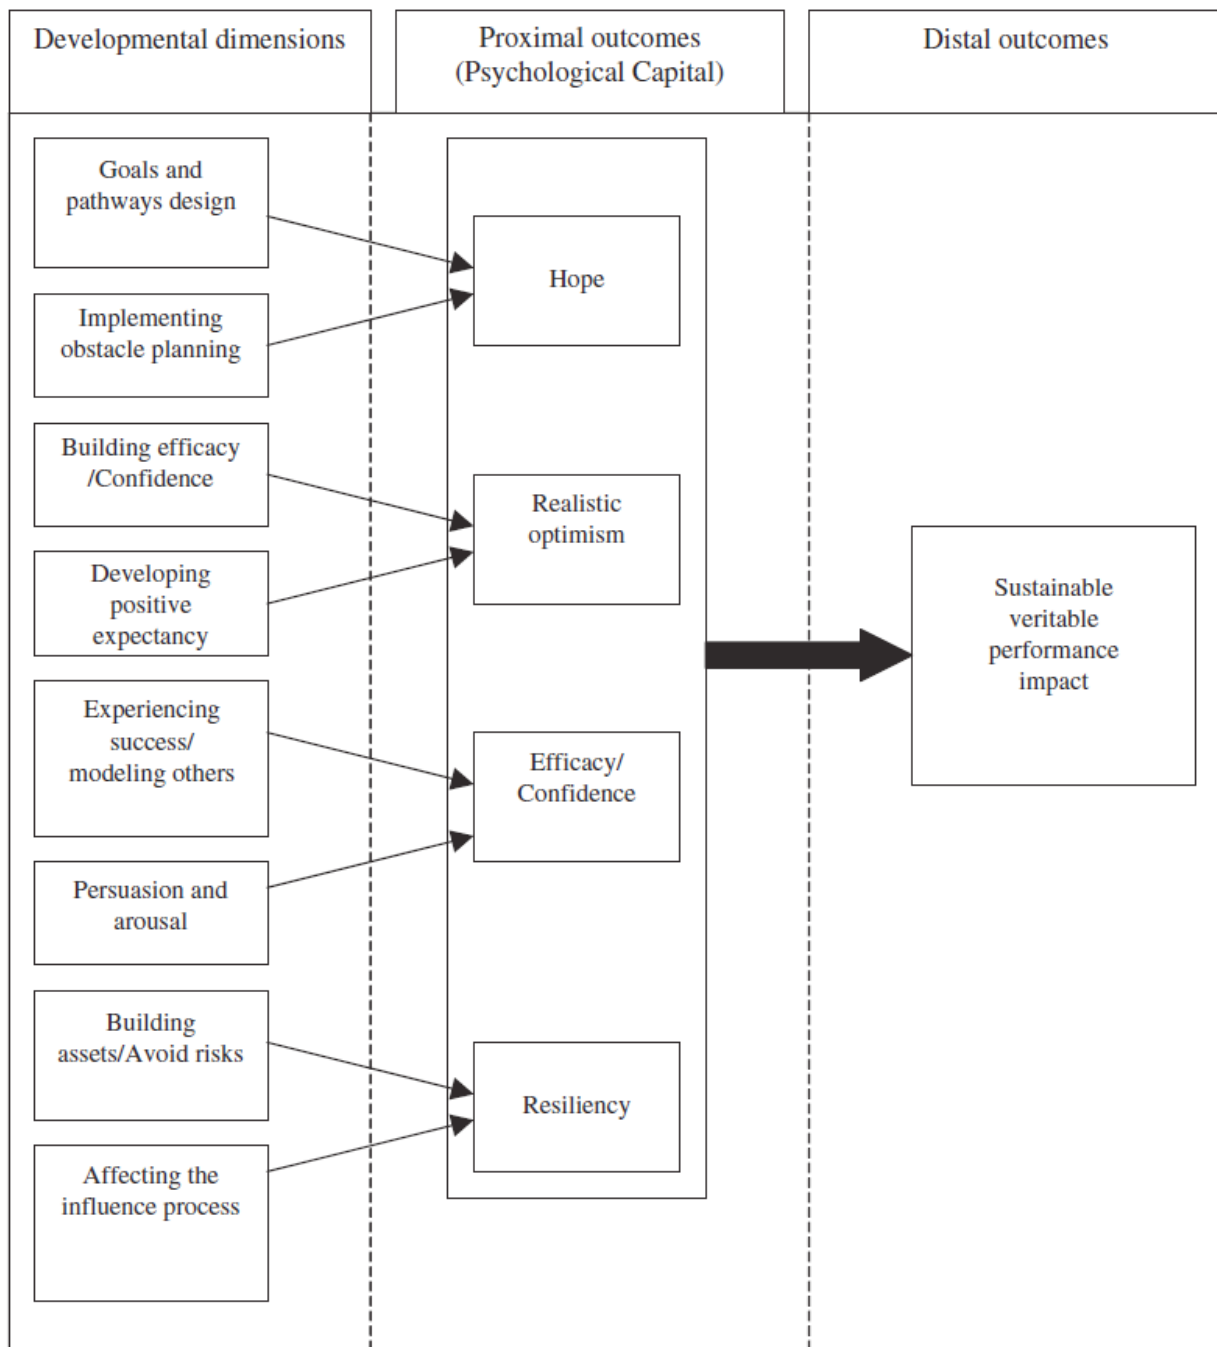 Developmental dimensions
Proximal outcomes
(Psychological Capital)
Distal outcomes
Goals and
pathways design
Implementing
obstacle planning
Building efficacy
/Confidence
Developing
positive
expectancy
Experiencing
success/
modeling others
Persuasion and
arousal
Building
assets/Avoid risks
Affecting the
influence process
Hope
Realistic
optimism
Efficacy/
Confidence
Resiliency
Sustainable
veritable
performance
impact